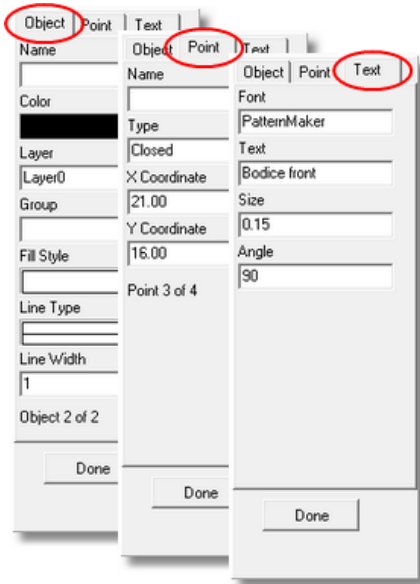 Object Point Text
Name
Color
Layer
Layer0
Group
Fill Style
Line Type
Line Width
1
Object 2 of 2
Done
Object Point Text
Name
Type
Closed
X Coordinate
21.00
Y Coordinate
16.00
Point 3 of 4
Done
Object Point Text
Font
PatternMaker
Text
Bodice front
Size
0.15
Angle
90
Done